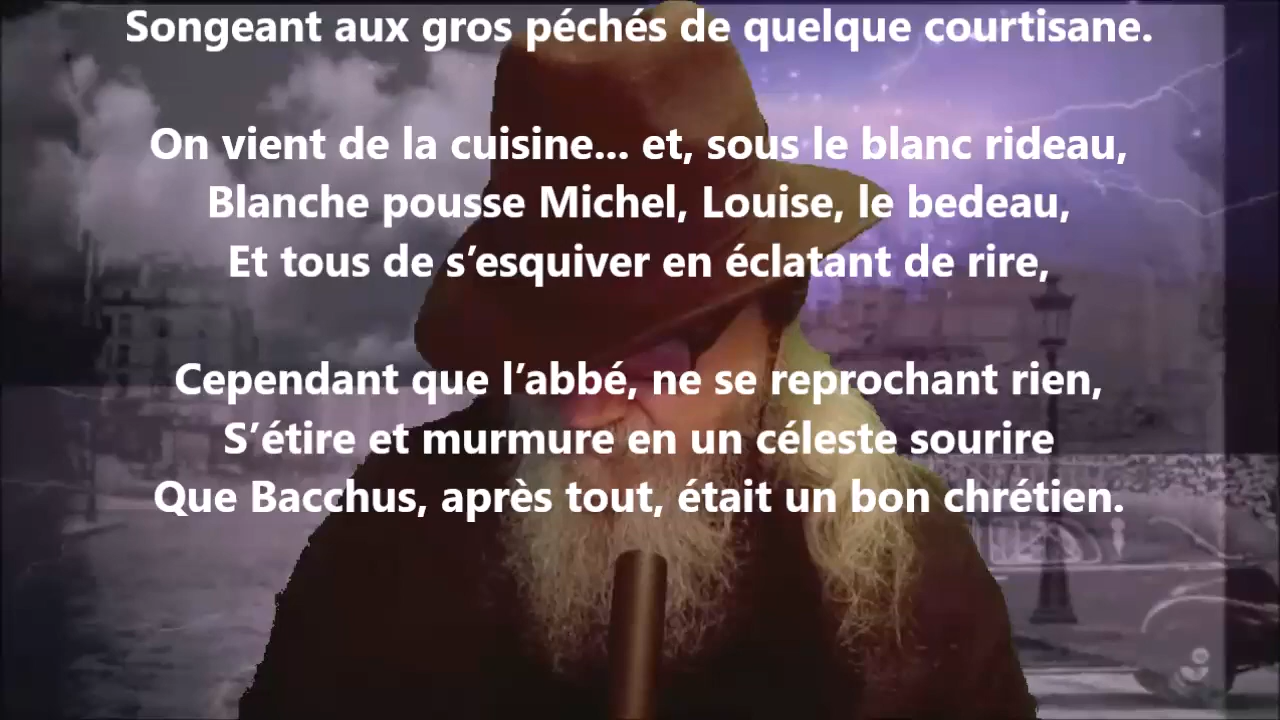 Songeant aux gros péchés de quelque courtisane.
On vient de la cuisine... et, sous le blanc rideau,
Blanche pousse Michel, Louise, le bedeau,
Et tous de s’esquiver en éclatant de rire,
Cependant que l’abbé, ne se reprochant rien,
S’étire et murmure en un céleste sourire
Que Bacchus, après tout, était un bon chrétien.